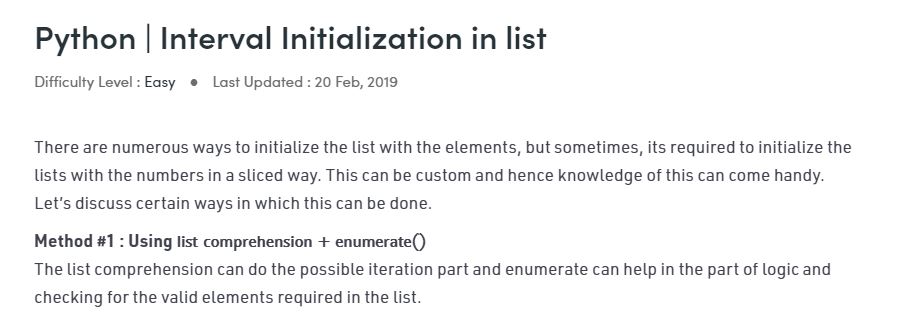 Python | Interval Initialization in list
Difficulty Level : Easy ● Last Updated : 20 Feb, 2019
There are numerous ways to initialize the list with the elements, but sometimes, its required to initialize the
lists with the numbers in a sliced way. This can be custom and hence knowledge of this can come handy.
Let’s discuss certain ways in which this can be done.
Method #1 : Using list comprehension + enumerate()
The list comprehension can do the possible iteration part and enumerate can help in the part of logic and
checking for the valid elements required in the list.